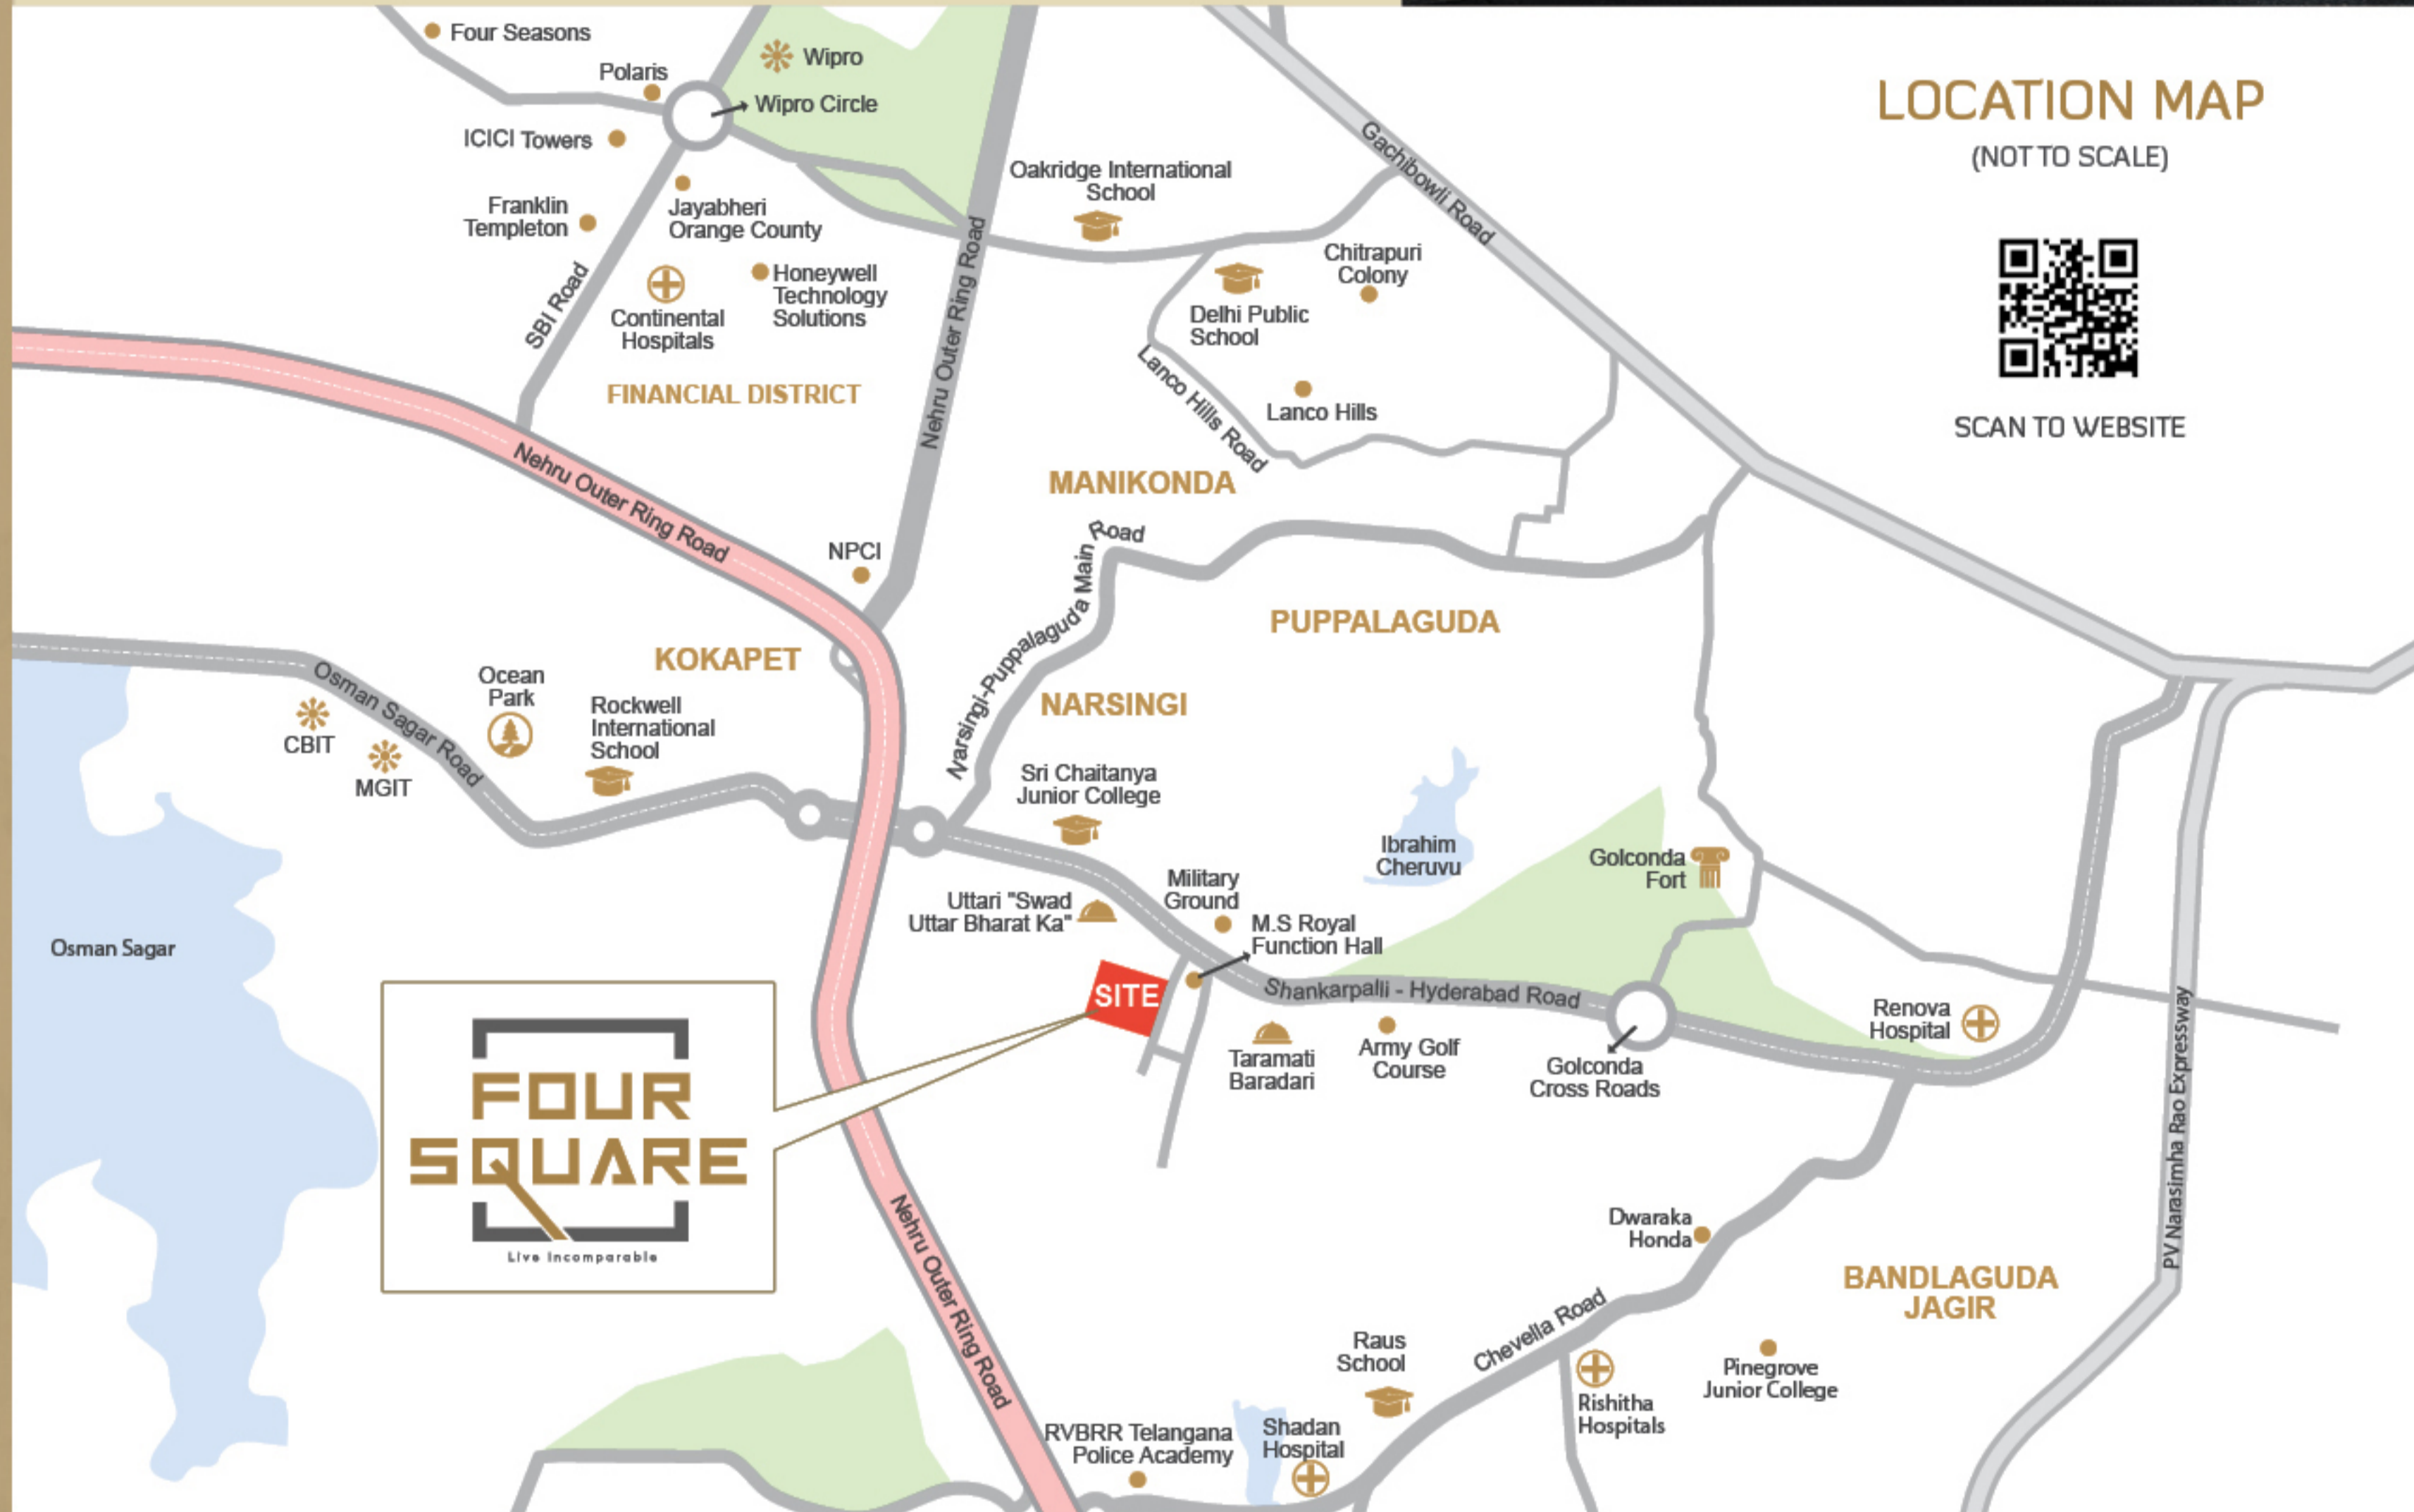 Four Seasons
Polaris
Wipro
Wipro Circle
ICICI Towers
Franklin
Templeton
Jayabheri
Orange County
Honeywell
Technology
Solutions
Continental
Hospitals
SBI Road
FINANCIAL DISTRICT
Nehru Outer Ring Road
Oakridge International
School
Gachibowli Road
Chitrapuri
Colony
Delhi Public
School
Lanco Hills
Lanco Hills Road
LOCATION MAP
(NOT TO SCALE)
SCAN TO WEBSITE
MANIKONDA
Nehru Outer Ring Road
NPCI
KOKAPET
Narsingi-Puppalaguda Main Road
PUPPALAGUDA
NARSINGI
Osman Sagar Road
CBIT
MGIT
Ocean
Park
Rockwell
International
School
Sri Chaitanya
Junior College
Ibrahim
Cheruvu
Golconda
Fort
Military
Ground
Uttari "Swad
Uttar Bharat Ka"
M.S Royal
Function Hall
Osman Sagar
SITE
Shankarpalli - Hyderabad Road
Taramati
Baradari
Army Golf
Course
Golconda
Cross Roads
Renova
Hospital
PV Narasimha Rao Expressway
FOUR
SQUARE
Live Incomparable
Nehru Outer Ring Road
Dwaraka
Honda
BANDLAGUDA
JAGIR
Chevella Road
Raus
School
Rishitha
Hospitals
Pinegrove
Junior College
RVBRR Telangana
Police Academy
Shadan
Hospital